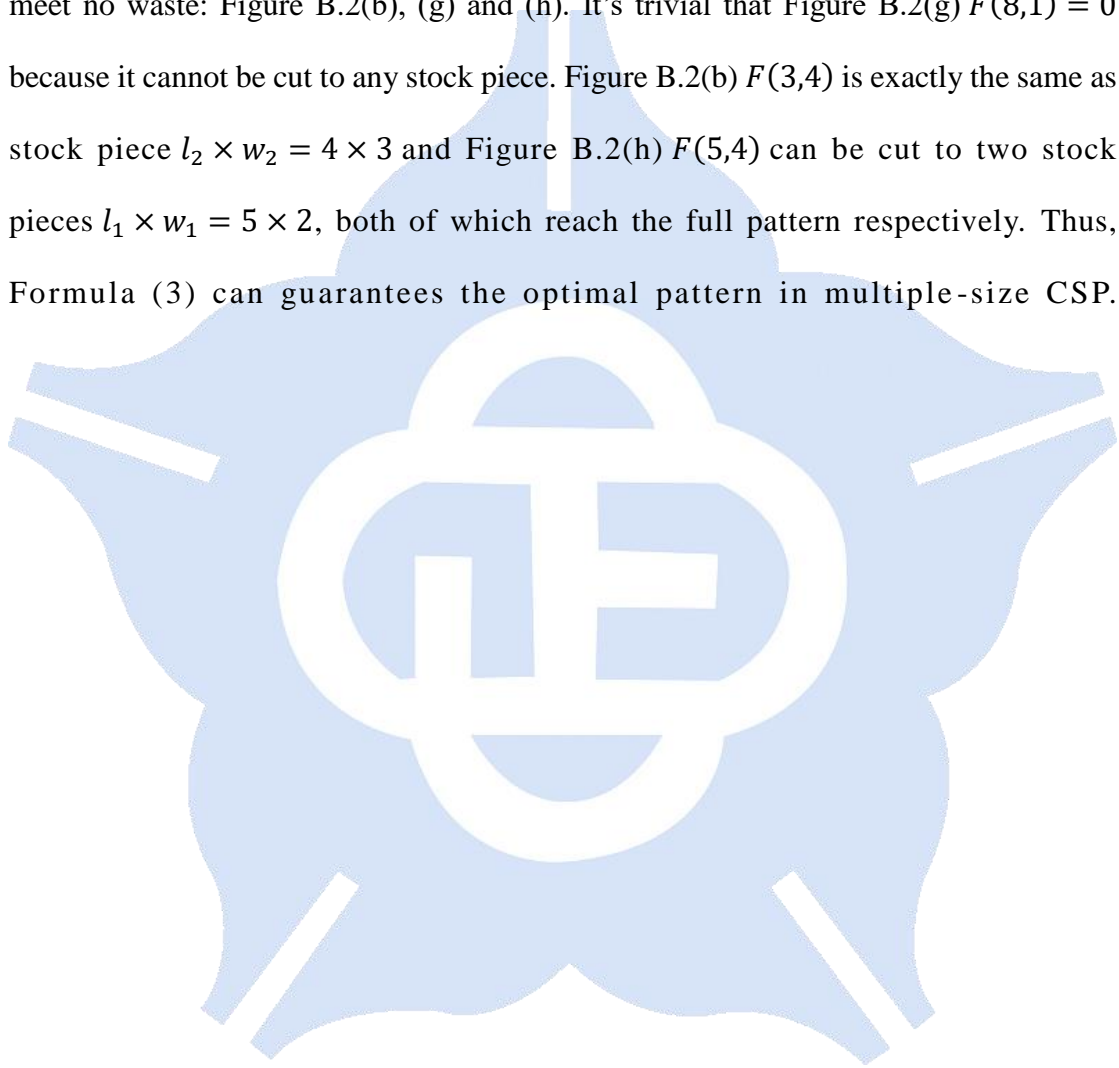 meet no waste: Figure B.2(b), (g) and (h). It's trivial that Figure B.2(g) F(8,1) = 0
because it cannot be cut to any stock piece. Figure B.2(b) F(3,4) is exactly the same as
stock piece l₂ × w₂ = 4 × 3 and Figure B.2(h) F(5,4) can be cut to two stock
pieces l₁ × w₁ = 5 × 2, both of which reach the full pattern respectively. Thus,
Formula (3) can guarantees the optimal pattern in multiple-size CSP.